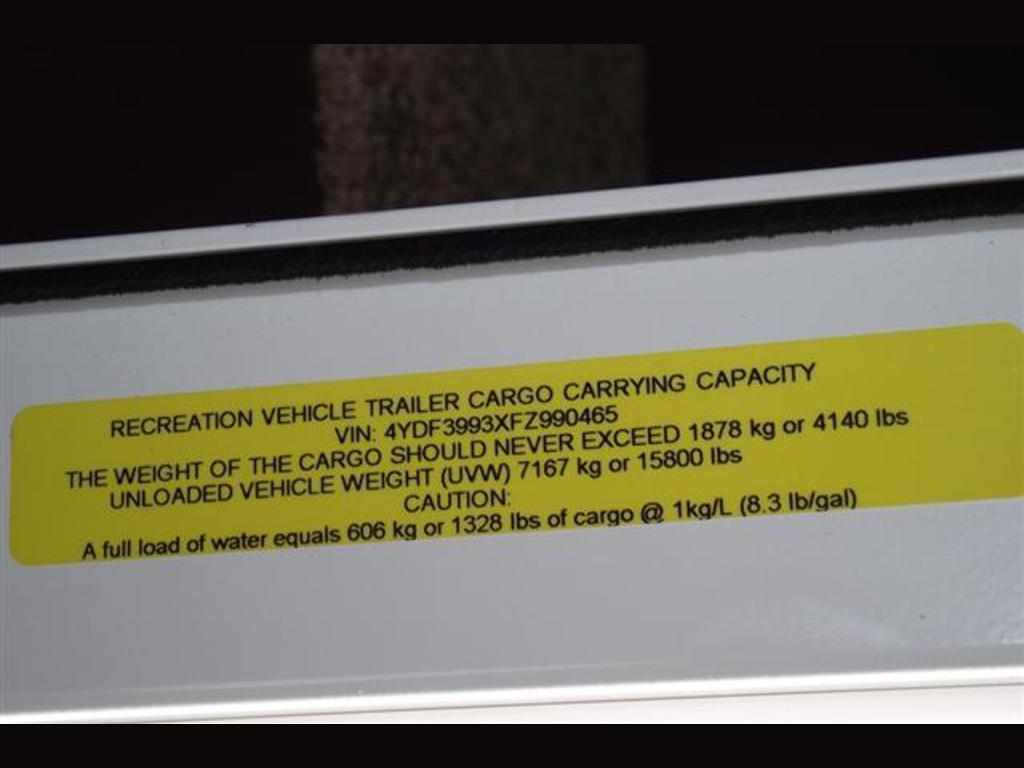 RECREATION VEHICLE TRAILER CARGO CARRYING CAPACITY
VIN: 4YDF3993XFZ990465
THE WEIGHT OF THE CARGO SHOULD NEVER EXCEED 1878 kg or 4140 lbs
UNLOADED VEHICLE WEIGHT (UVW) 7167 kg or 15800 lbs
CAUTION:
A full load of water equals 606 kg or 1328 lbs of cargo @ 1kg/L (8.3 lb/gal)